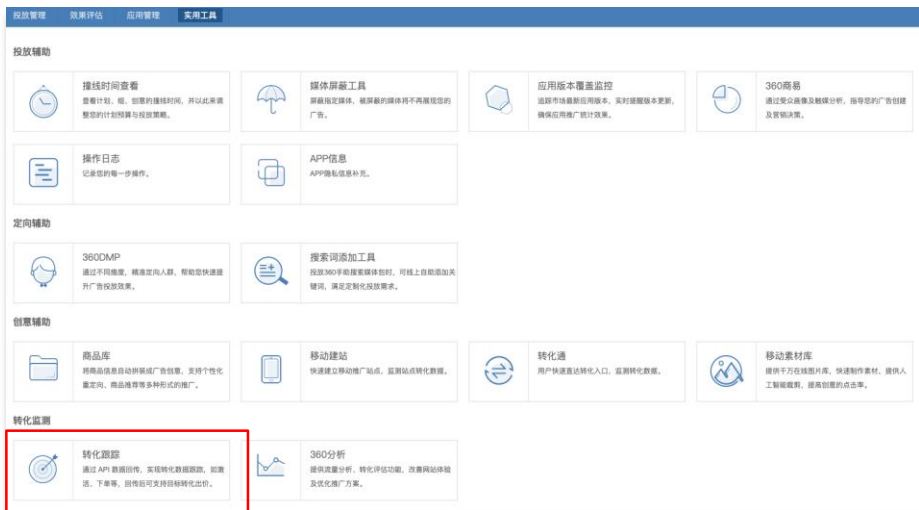 投放管理 效果评估 应用管理 实用工具
投放辅助
撞线时间查看
查看计划、组、创意的撞线时间，并以此来调
整您的计划预算与投放策略。
媒体屏蔽工具
屏蔽指定媒体，被屏蔽的媒体将不再展现您的
广告。
应用版本覆盖监控
追踪市场最新应用版本，实时提醒版本更新，
确保应用推广统计效果。
360商易
通过受众画像及触媒分析，指导您的广告创建
及营销决策。
操作日志
记录您的每一步操作。
APP信息
APP隐私信息补充。
定向辅助
360DMP
通过不同维度，精准定向人群，帮助您快速提
升广告投放效果。
搜索词添加工具
投放360手助搜索媒体包时，可线上自助添加关
键词，满足定制化投放需求。
创意辅助
商品库
将商品信息自动拼装成广告创意，支持个性化
重定向、商品推荐等多种形式的推广。
移动建站
快速建立移动推广站点，监测站点转化数据。
转化通
用户快速直达转化入口，监测转化数据。
移动素材库
提供千万在线图片库，快速制作素材，提供人
工智能裁剪，提高创意的点击率。
转化监测
转化跟踪
通过 API 数据回传，实现转化数据跟踪，如激
活、下单等，回传后可支持目标转化出价。
360分析
提供流量分析，转化评估功能，改善网站体验
及优化推广方案。